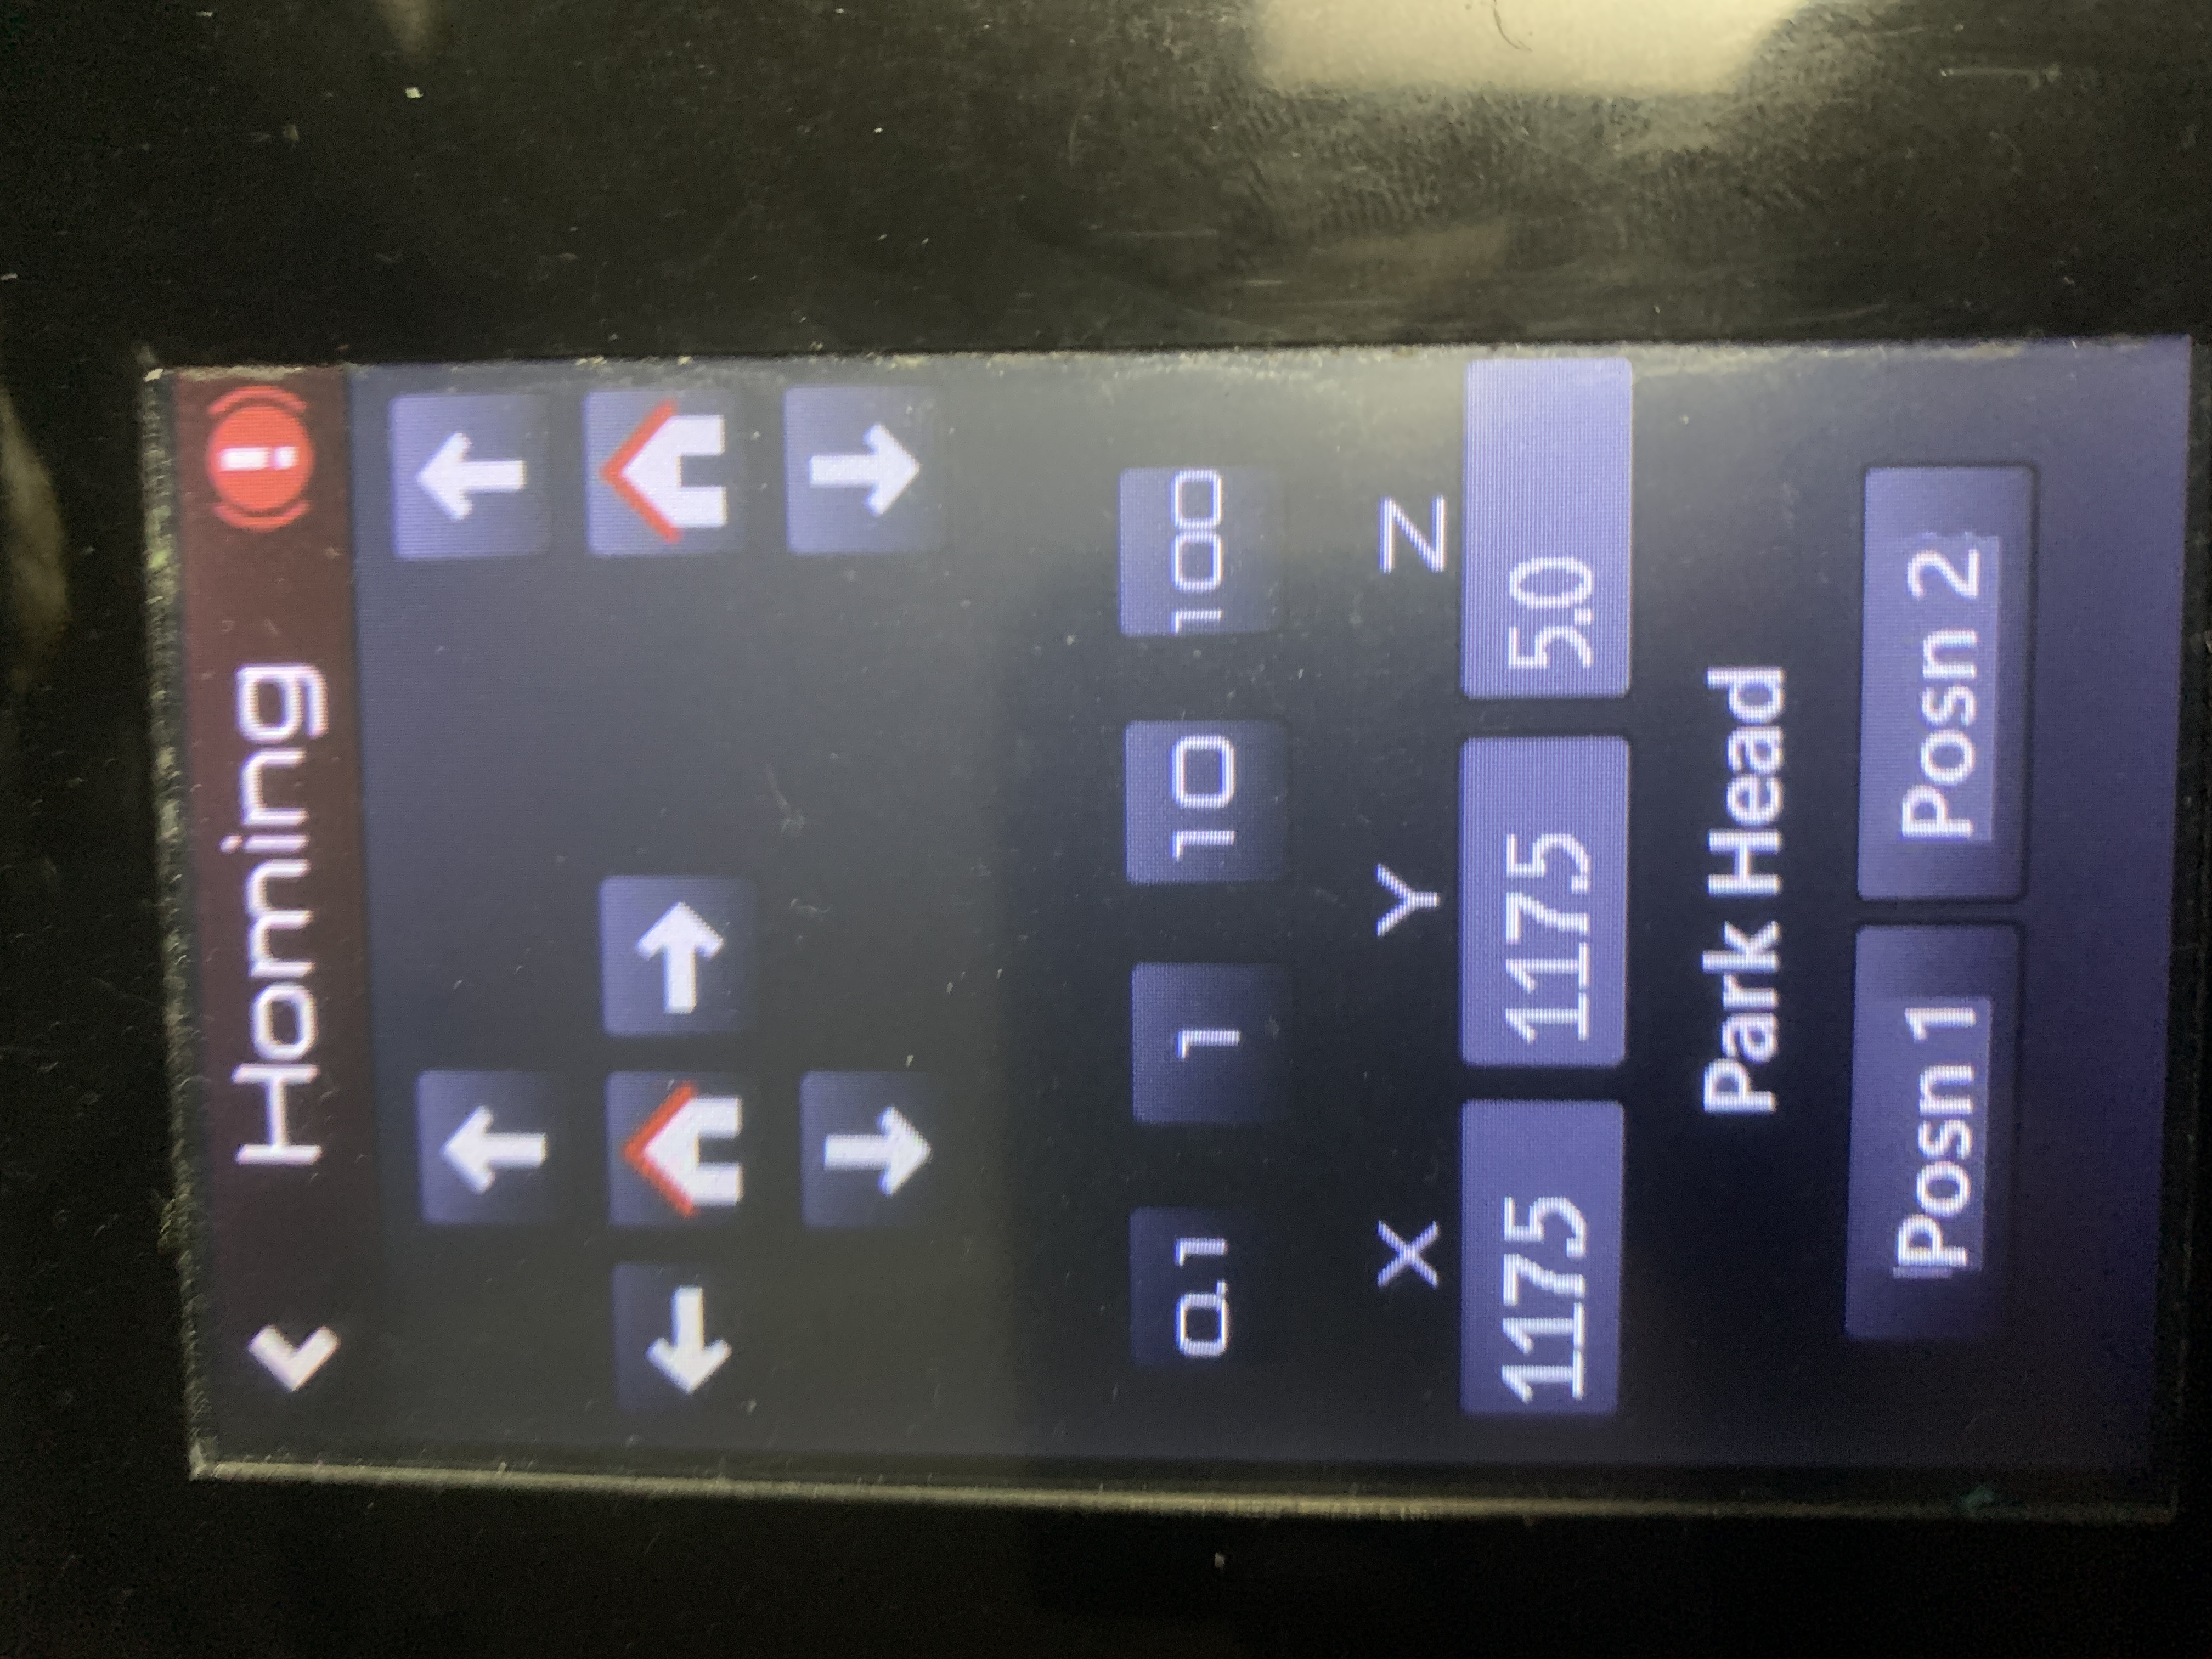 Homing
0.1 1 10 100
X Y Z
117.5 117.5 5.0
Park Head
Posn 1 Posn 2